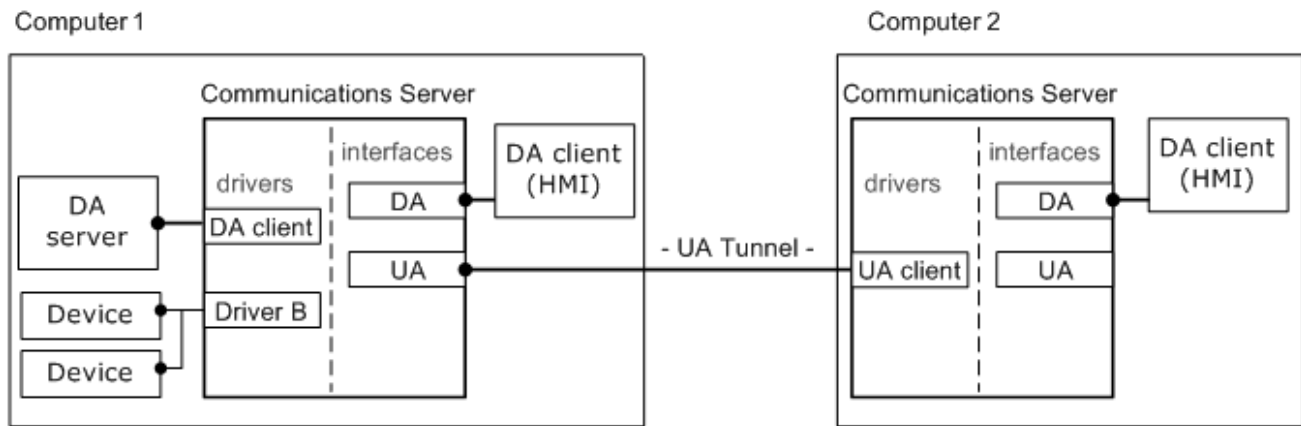 Computer 1
Computer 2
Communications Server
Communications Server
interfaces
DA client
(HMI)
interfaces
DA client
(HMI)
drivers
drivers
DA
server
DA
DA
DA client
- UA Tunnel -
UA
UA client
UA
Device
Driver B
Device